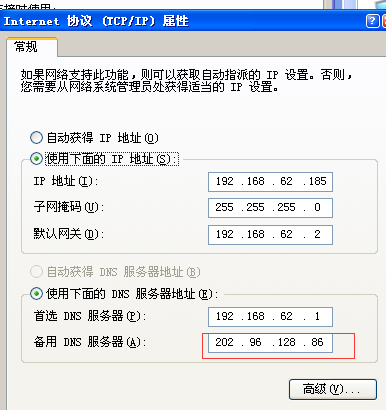 接时使用:
Internet 协议 (TCP/IP) 属性
常规
如果网络支持此功能,则可以获取自动指派的 IP 设置。否则,
您需要从网络系统管理员处获得适当的 IP 设置。
自动获得 IP 地址(O)
使用下面的 IP 地址(S):
IP 地址(I): 192 .168 .62 .185
子网掩码(U): 255 .255 .255 .0
默认网关(D): 192 .168 .62 .2
自动获得 DNS 服务器地址(B)
使用下面的 DNS 服务器地址(E):
首选 DNS 服务器(P): 192 .168 .62 .1
备用 DNS 服务器(A): 202 .96 .128 .86
高级(V)...